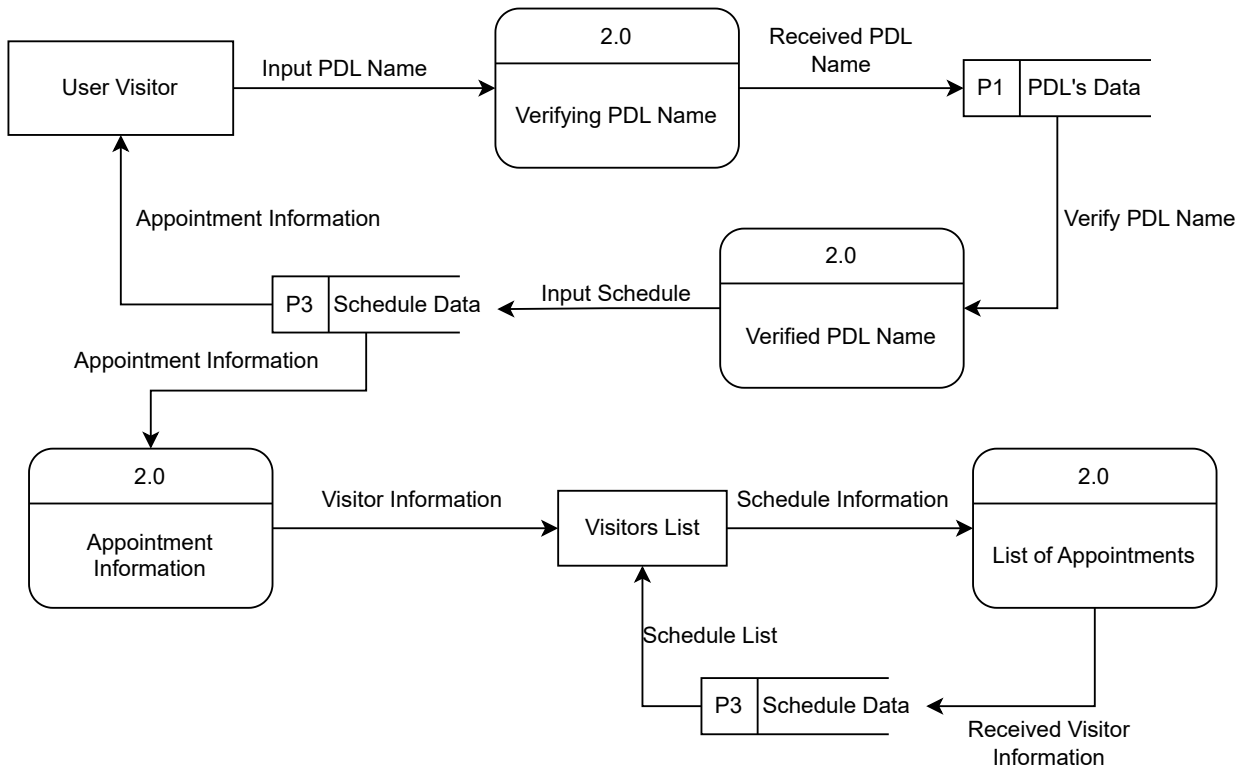 2.0
Received PDL
Name
User Visitor
Input PDL Name
Verifying PDL Name
P1
PDL's Data
Appointment Information
Verify PDL Name
2.0
P3
Schedule Data
Input Schedule
Verified PDL Name
Appointment Information
2.0
Appointment
Information
Visitor Information
Visitors List
Schedule Information
2.0
List of Appointments
Schedule List
P3
Schedule Data
Received Visitor
Information